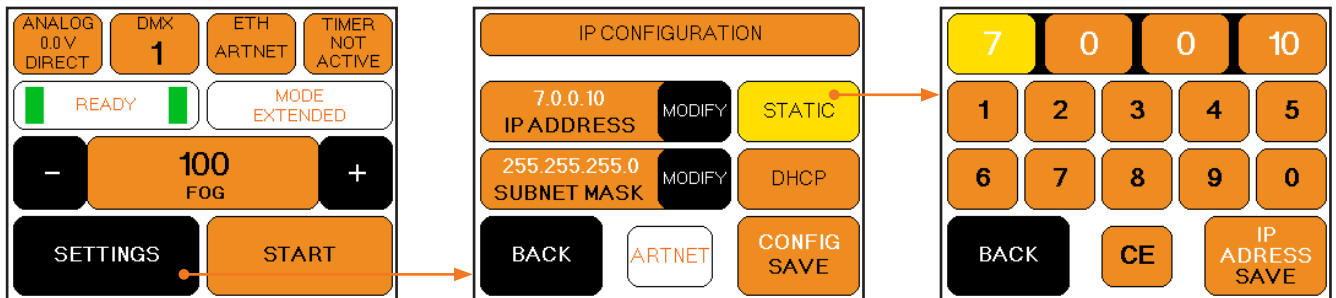 ANALOG
0.0 V
DIRECT
DMX
1
ETH
ARTNET
TIMER
NOT
ACTIVE
READY
MODE
EXTENDED
-
100
FOG
+
SETTINGS
START
IP CONFIGURATION
7.0.0.10
IP ADDRESS
MODIFY
STATIC
255.255.255.0
SUBNET MASK
MODIFY
DHCP
BACK
ARTNET
CONFIG
SAVE
7 0 0 10
1 2 3 4 5
6 7 8 9 0
BACK
CE
IP
ADRESS
SAVE